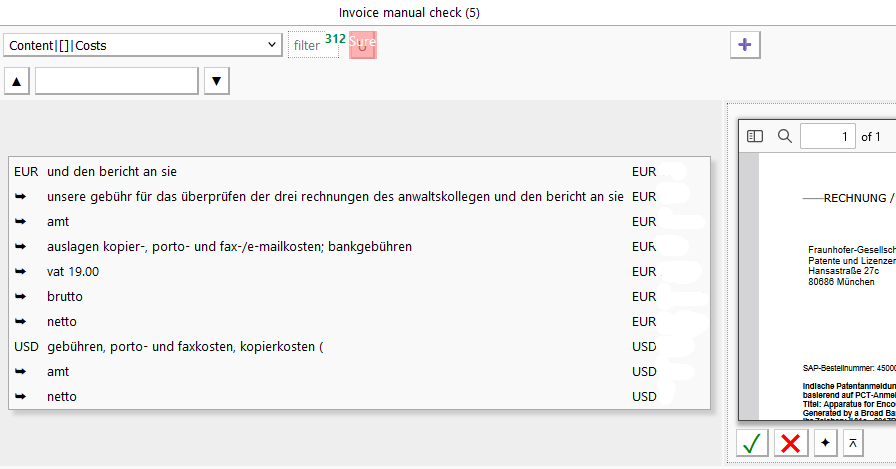 Invoice manual check (5)
Content|[]|Costs
filter 312 Sure
1 of 1
EUR und den bericht an sie EUR
unsere gebühr für das überprüfen der drei rechnungen des anwaltskollegen und den bericht an sie EUR
amt EUR
auslagen kopier-, porto- und fax-/e-mailkosten; bankgebühren EUR
vat 19.00 EUR
brutto EUR
netto EUR
USD gebühren, porto- und faxkosten, kopierkosten ( USD
amt USD
netto USD
RECHNUNG /
Fraunhofer-Gesellsch
Patente und Lizenzen
Hansastraße 27c
80686 München
SAP-Bestellnummer: 4500
Indische Patentanmeldun
basierend auf PCT-Anme
Titel: Apparatus for Enco
Generated by a Broad Ba